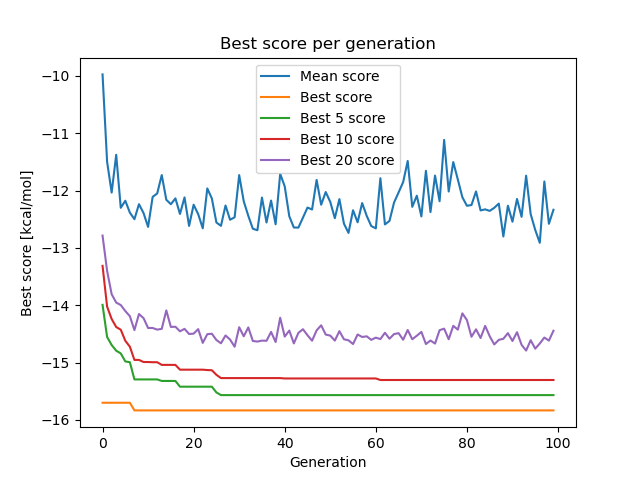 Best score per generation
Mean score
Best score
Best 5 score
Best 10 score
Best 20 score
Best score [kcal/mol]
−10
−11
−12
−13
−14
−15
−16
0
20
40
60
80
100
Generation